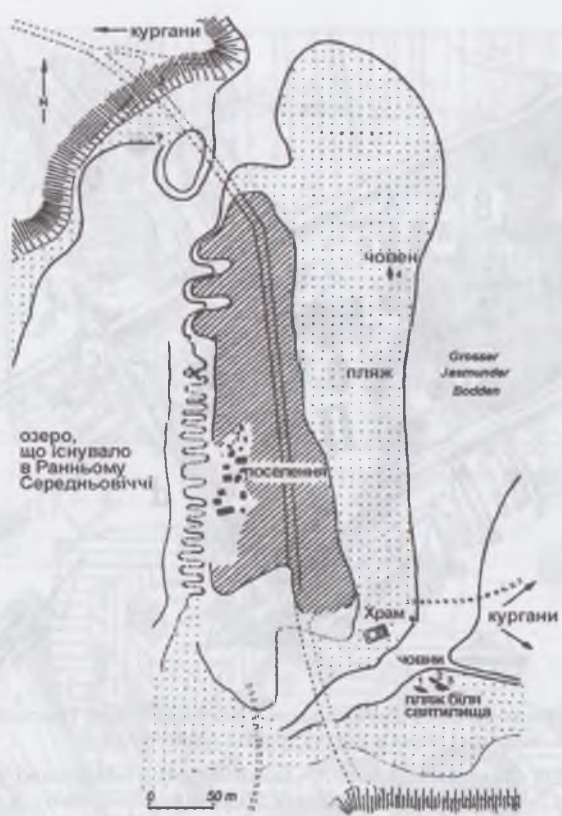 кургани
N
?
човен
4
пляж
Grosser
Jasmunder
Bodden
озеро,
що існувало
в Ранньому
Середньовіччі
поселення
Храм
кургани
човни
пляж біля
святилища
0 50 m